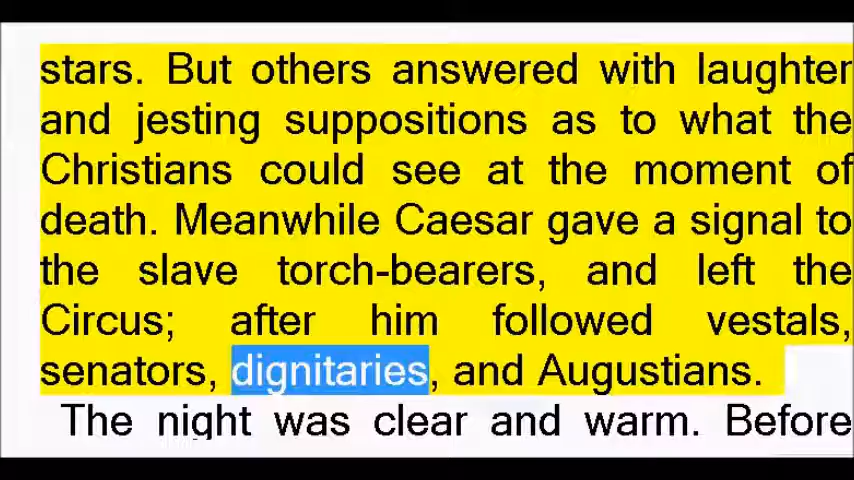 stars. But others answered with laughter
and jesting suppositions as to what the
Christians could see at the moment of
death. Meanwhile Caesar gave a signal to
the slave torch-bearers, and left the
Circus; after him followed vestals,
senators, dignitaries, and Augustians.
The night was clear and warm. Before